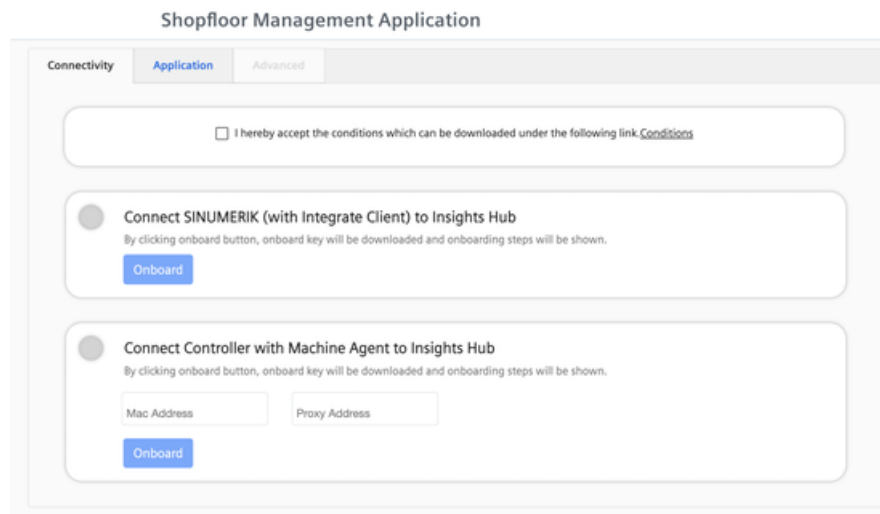 Shopfloor Management Application
Connectivity Application Advanced
I hereby accept the conditions which can be downloaded under the following link.Conditions
Connect SINUMERIK (with Integrate Client) to Insights Hub
By clicking onboard button, onboard key will be downloaded and onboarding steps will be shown.
Onboard
Connect Controller with Machine Agent to Insights Hub
By clicking onboard button, onboard key will be downloaded and onboarding steps will be shown.
Mac Address Proxy Address
Onboard